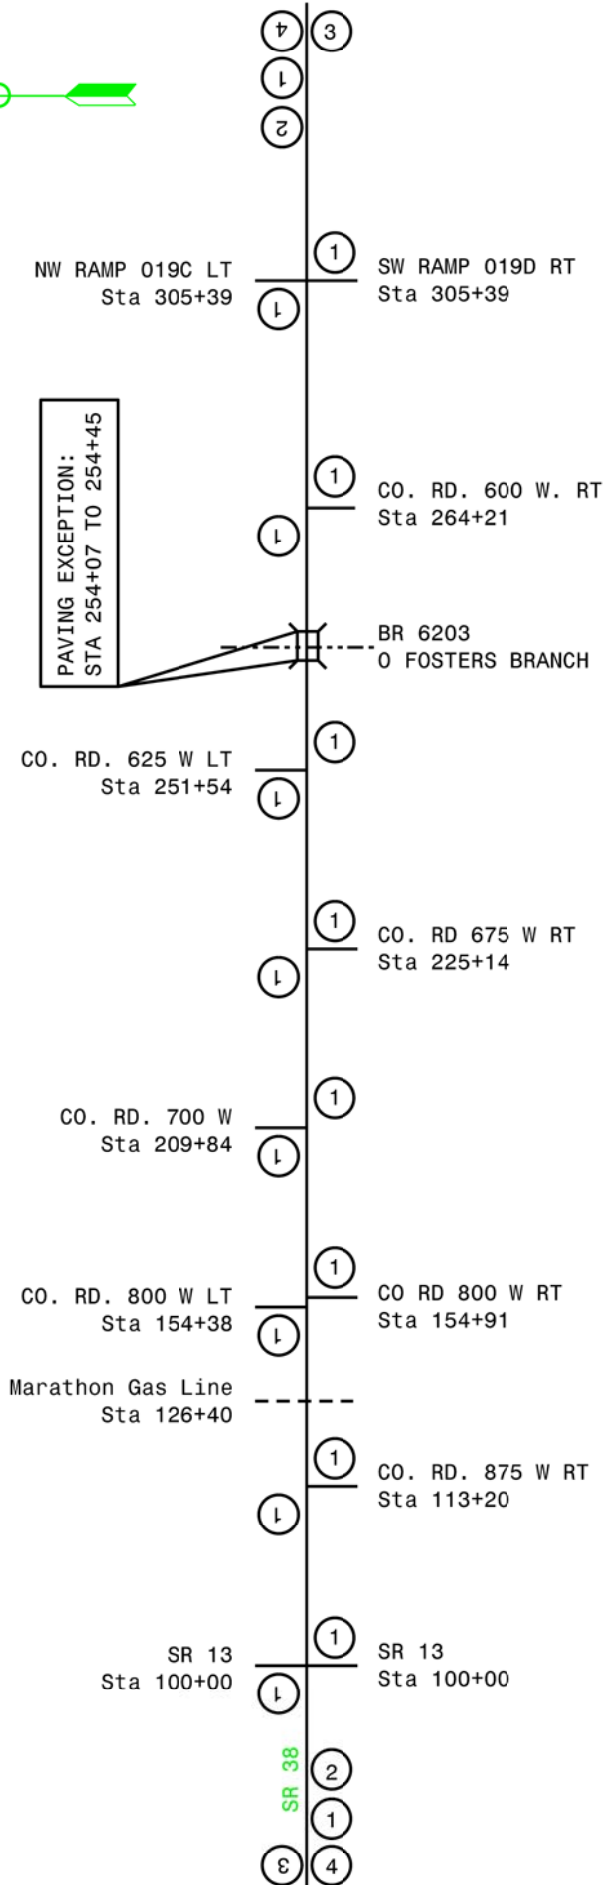 4 3
1
2
1
NW RAMP 019C LT
Sta 305+39
SW RAMP 019D RT
Sta 305+39
1
PAVING EXCEPTION:
STA 254+07 TO 254+45
1
CO. RD. 600 W. RT
Sta 264+21
1
BR 6203
O FOSTERS BRANCH
1
CO. RD. 625 W LT
Sta 251+54
1
1
CO. RD 675 W RT
Sta 225+14
1
1
CO. RD. 700 W
Sta 209+84
1
1
CO. RD. 800 W LT
Sta 154+38
CO RD 800 W RT
Sta 154+91
1
Marathon Gas Line
Sta 126+40
1
CO. RD. 875 W RT
Sta 113+20
1
1
SR 13
Sta 100+00
SR 13
Sta 100+00
1
SR 38
2
1
3 4